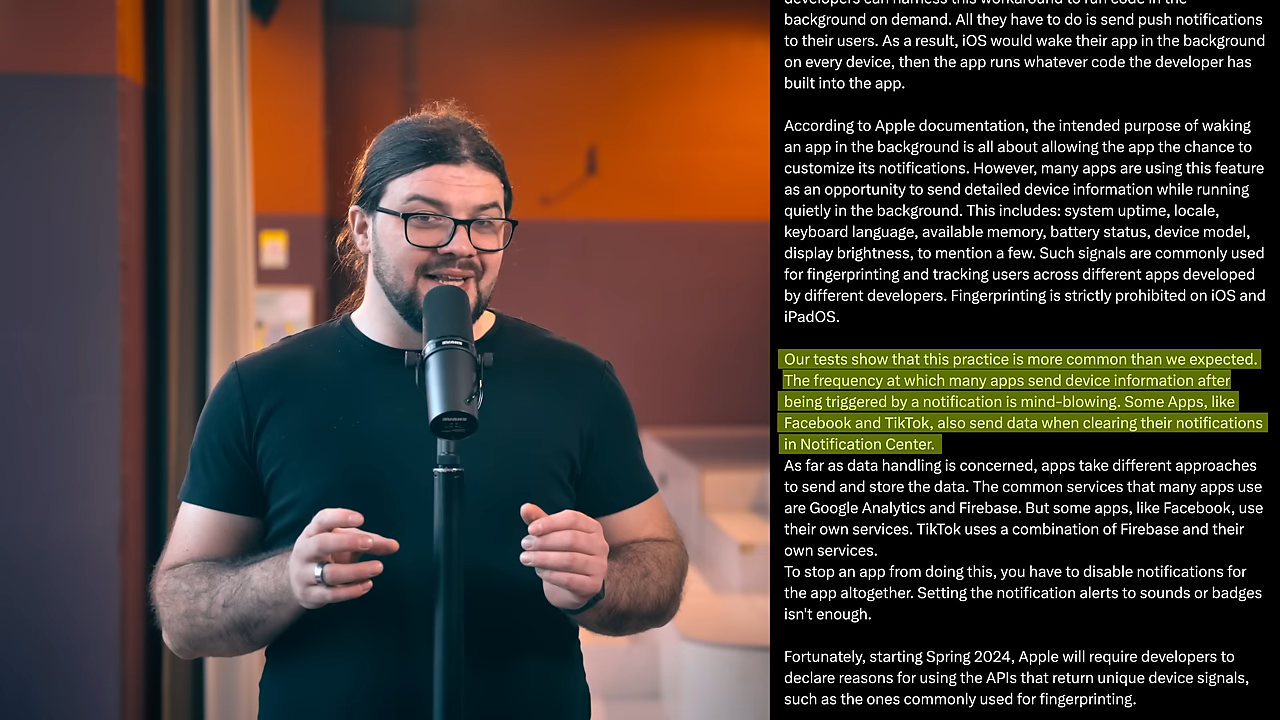 developers can harness this workaround to run code in the
background on demand. All they have to do is send push notifications
to their users. As a result, iOS would wake their app in the background
on every device, then the app runs whatever code the developer has
built into the app.
According to Apple documentation, the intended purpose of waking
an app in the background is all about allowing the app the chance to
customize its notifications. However, many apps are using this feature
as an opportunity to send detailed device information while running
quietly in the background. This includes: system uptime, locale,
keyboard language, available memory, battery status, device model,
display brightness, to mention a few. Such signals are commonly used
for fingerprinting and tracking users across different apps developed
by different developers. Fingerprinting is strictly prohibited on iOS and
iPadOS.
Our tests show that this practice is more common than we expected.
The frequency at which many apps send device information after
being triggered by a notification is mind-blowing. Some Apps, like
Facebook and TikTok, also send data when clearing their notifications
in Notification Center.
As far as data handling is concerned, apps take different approaches
to send and store the data. The common services that many apps use
are Google Analytics and Firebase. But some apps, like Facebook, use
their own services. TikTok uses a combination of Firebase and their
own services.
To stop an app from doing this, you have to disable notifications for
the app altogether. Setting the notification alerts to sounds or badges
isn't enough.
Fortunately, starting Spring 2024, Apple will require developers to
declare reasons for using the APIs that return unique device signals,
such as the ones commonly used for fingerprinting.